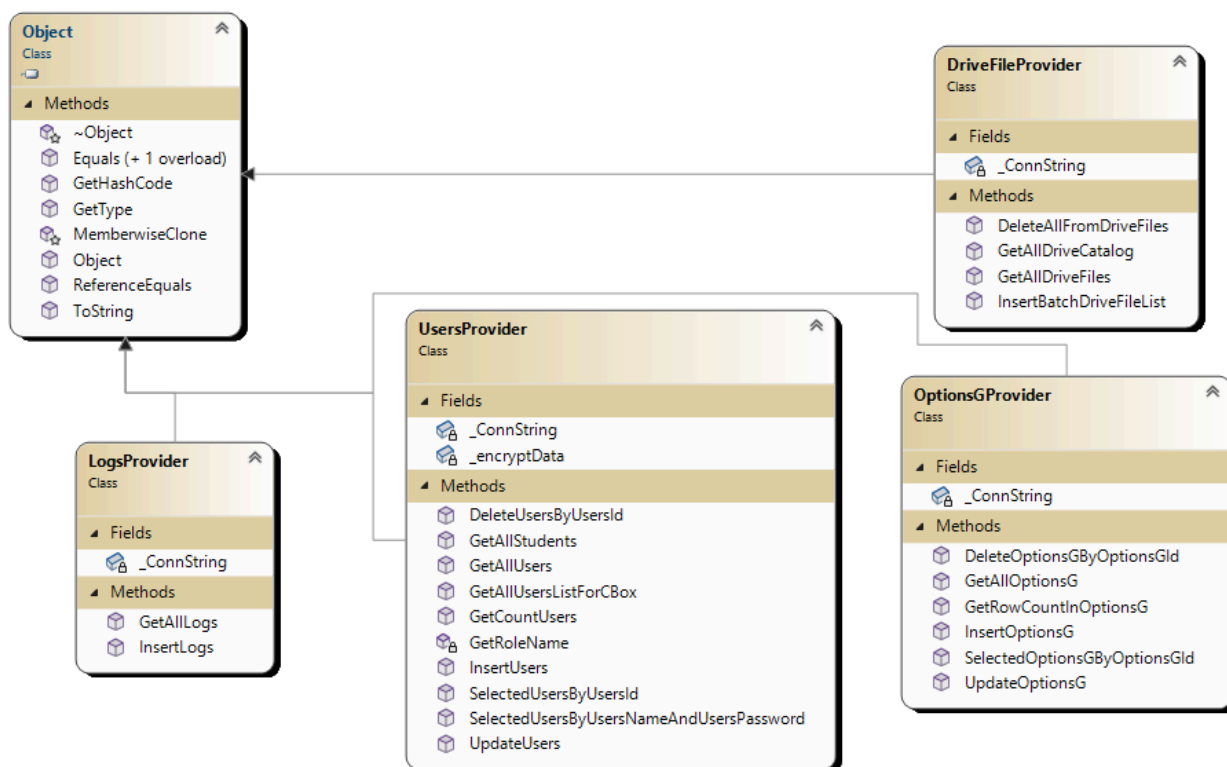 Object
Class
Methods
~Object
Equals (+ 1 overload)
GetHashCode
GetType
MemberwiseClone
Object
ReferenceEquals
ToString
DriveFileProvider
Class
Fields
_ConnString
Methods
DeleteAllFromDriveFiles
GetAllDriveCatalog
GetAllDriveFiles
InsertBatchDriveFileList
UsersProvider
Class
Fields
_ConnString
_encryptData
Methods
DeleteUsersByUsersId
GetAllStudents
GetAllUsers
GetAllUsersListForCBox
GetCountUsers
GetRoleName
InsertUsers
SelectedUsersByUsersId
SelectedUsersByUsersNameAndUsersPassword
UpdateUsers
OptionsGProvider
Class
Fields
_ConnString
Methods
DeleteOptionsGByOptionsGId
GetAllOptionsG
GetRowCountInOptionsG
InsertOptionsG
SelectedOptionsGByOptionsGId
UpdateOptionsG
LogsProvider
Class
Fields
_ConnString
Methods
GetAllLogs
InsertLogs